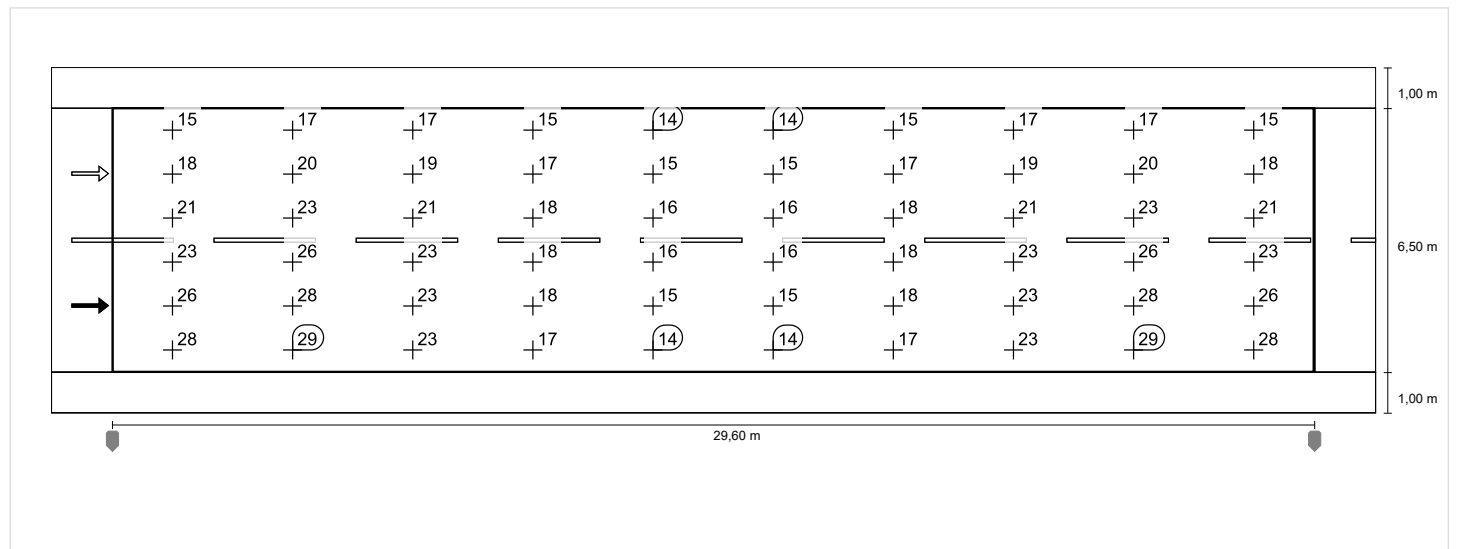 1,00 m
15 17 17 15 14 14 15 17 17 15
18 20 19 17 15 15 17 19 20 18
21 23 21 18 16 16 18 21 23 21
6,50 m
23 26 23 18 16 16 18 23 26 23
26 28 23 18 15 15 18 23 28 26
28 29 23 17 14 14 17 23 29 28
1,00 m
29,60 m